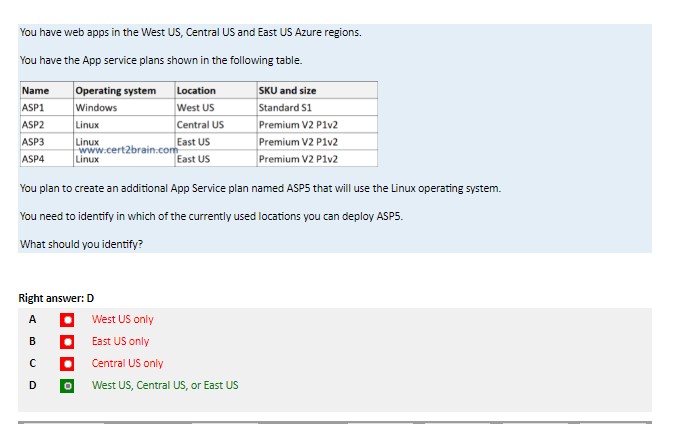 You have web apps in the West US, Central US and East US Azure regions.
You have the App service plans shown in the following table.
Name Operating system Location SKU and size
ASP1 Windows West US Standard S1
ASP2 Linux Central US Premium V2 P1v2
ASP3 Linux East US Premium V2 P1v2
www.cert2brain.com
ASP4 Linux East US Premium V2 P1v2
You plan to create an additional App Service plan named ASP5 that will use the Linux operating system.
You need to identify in which of the currently used locations you can deploy ASP5.
What should you identify?
Right answer: D
A West US only
B East US only
C Central US only
D West US, Central US, or East US